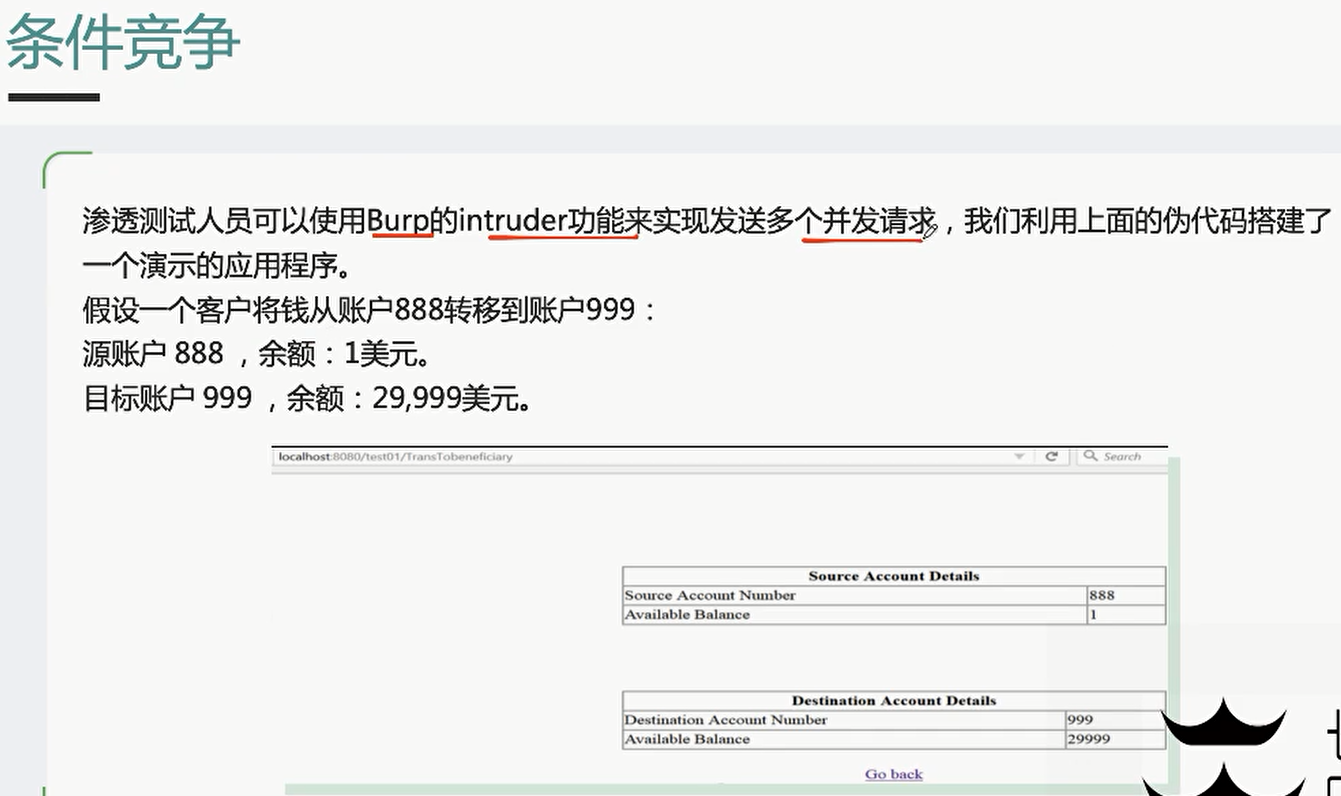 条件竞争
渗透测试人员可以使用Burp的intruder功能来实现发送多个并发请求，我们利用上面的伪代码搭建了
一个演示的应用程序。
假设一个客户将钱从账户888转移到账户999：
源账户 888 ，余额：1美元。
目标账户 999 ，余额：29,999美元。
localhost:8080/test01/TransTobeneficiary
Search
Source Account Details
Source Account Number 888
Available Balance 1
Destination Account Details
Destination Account Number 999
Available Balance 29999
Go back